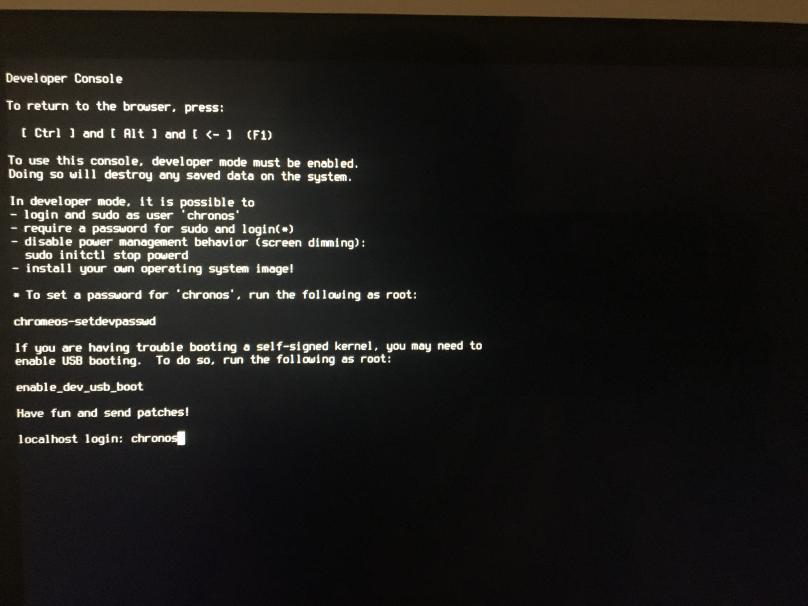 Developer Console
To return to the browser, press:
[ Ctrl ] and [ Alt ] and [ <- ] (F1)
To use this console, developer mode must be enabled.
Doing so will destroy any saved data on the system.
In developer mode, it is possible to
- login and sudo as user 'chronos'
- require a password for sudo and login(*)
- disable power management behavior (screen dimming):
sudo initctl stop powerd
- install your own operating system image!
* To set a password for 'chronos', run the following as root:
chromeos-setdevpasswd
If you are having trouble booting a self-signed kernel, you may need to
enable USB booting. To do so, run the following as root:
enable_dev_usb_boot
Have fun and send patches!
localhost login: chronos